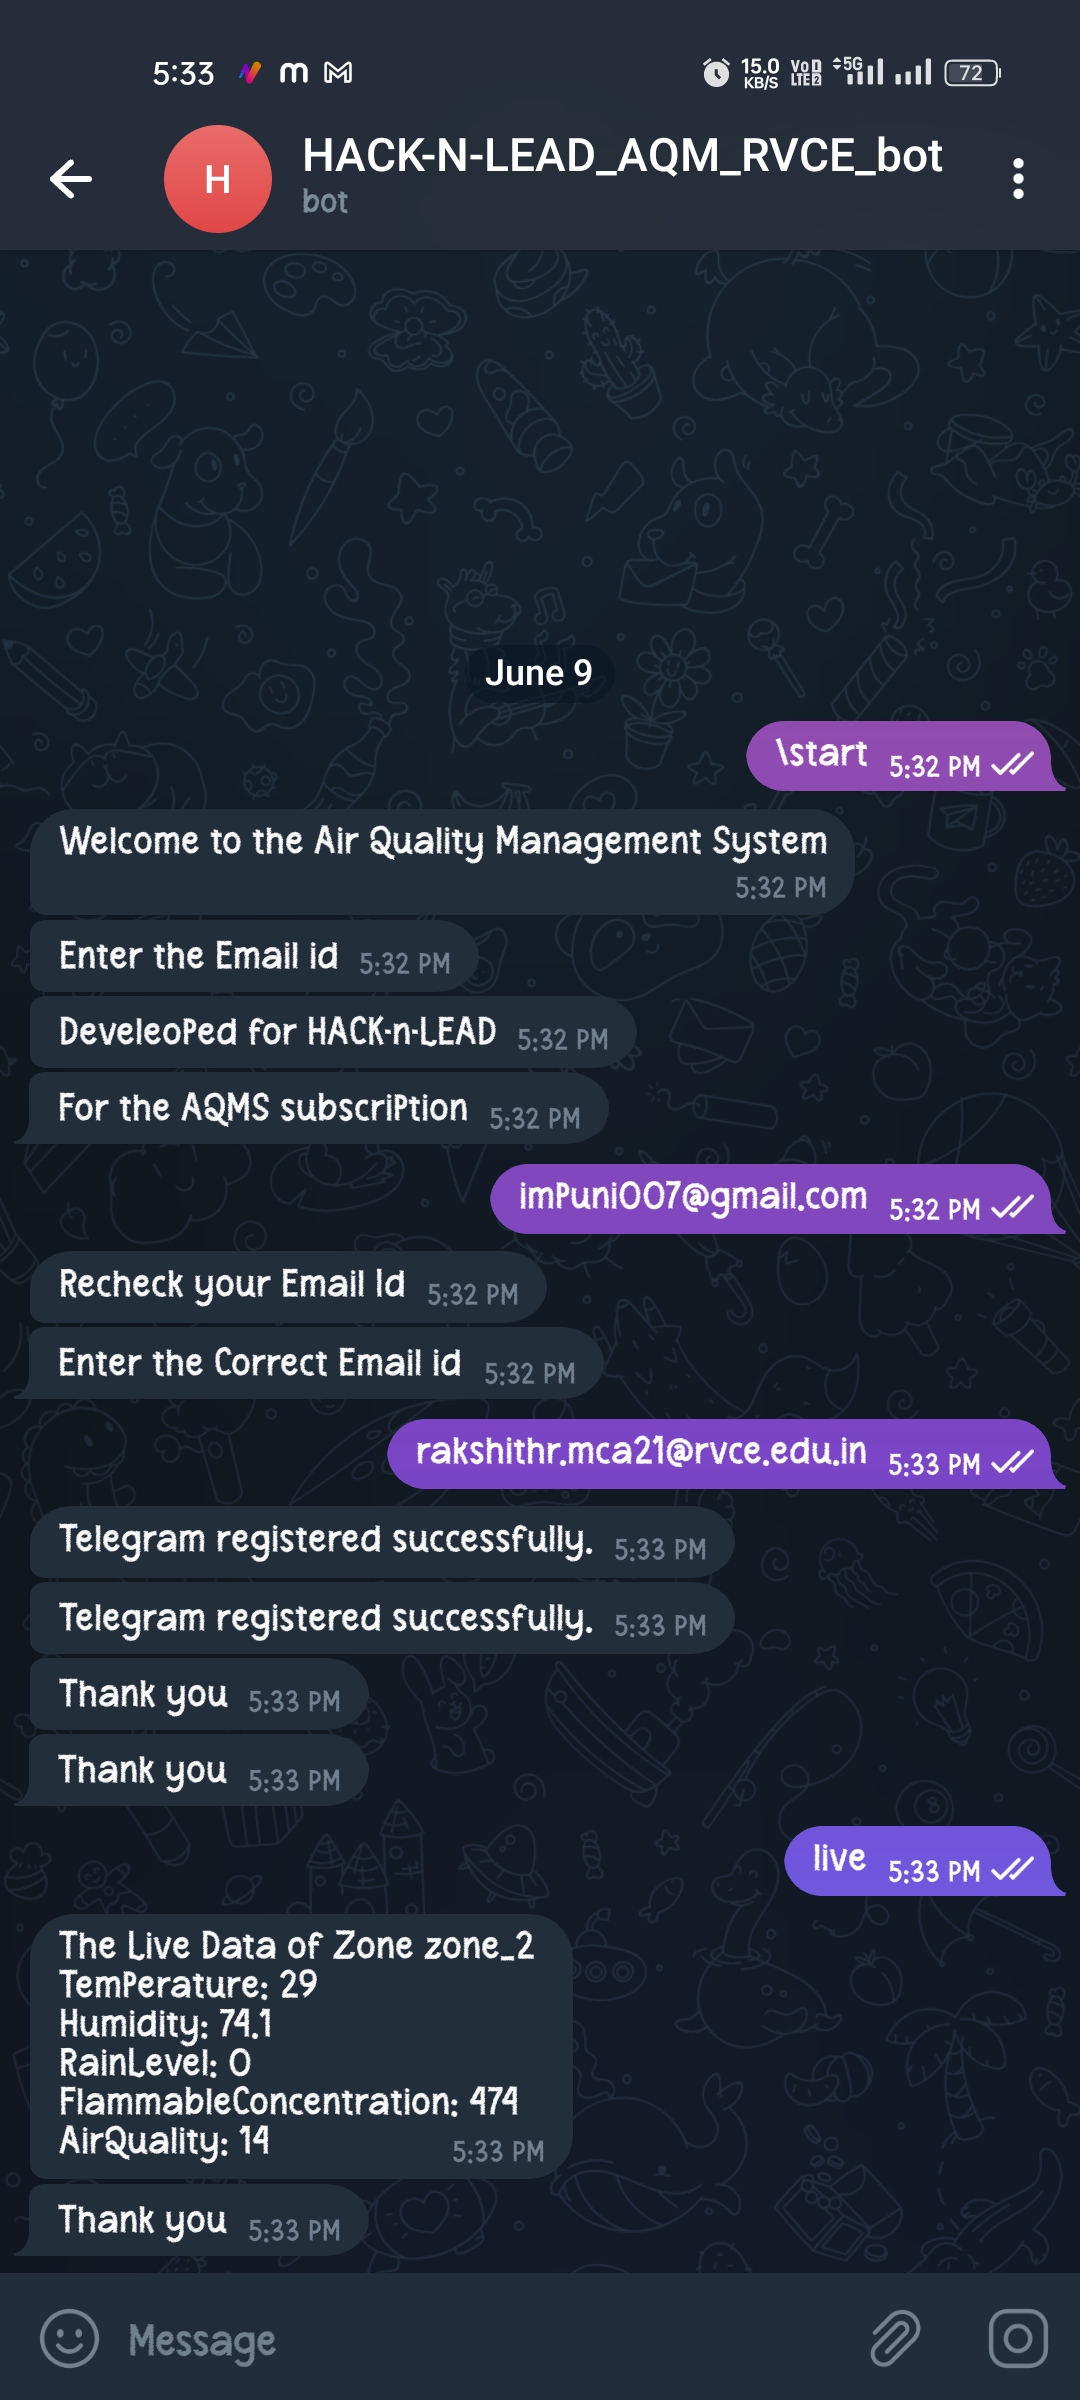 5:33
15.0
KB/S
Vo
LTE 2
5G
72
H
HACK-N-LEAD_AQM_RVCE_bot
bot
June 9
\start 5:32 PM
Welcome to the Air Quality Management System
5:32 PM
Enter the Email id 5:32 PM
DeveleoPed for HACK-n-LEAD 5:32 PM
For the AQMS subscriPtion 5:32 PM
imPuni007@gmail.com 5:32 PM
Recheck your Email Id 5:32 PM
Enter the Correct Email id 5:32 PM
rakshithr.mca21@rvce.edu.in 5:33 PM
Telegram registered successfully. 5:33 PM
Telegram registered successfully. 5:33 PM
Thank you 5:33 PM
Thank you 5:33 PM
live 5:33 PM
The Live Data of Zone zone_2
TemPerature: 29
Humidity: 74.1
RainLevel: 0
FlammableConcentration: 474
AirQuality: 14 5:33 PM
Thank you 5:33 PM
Message